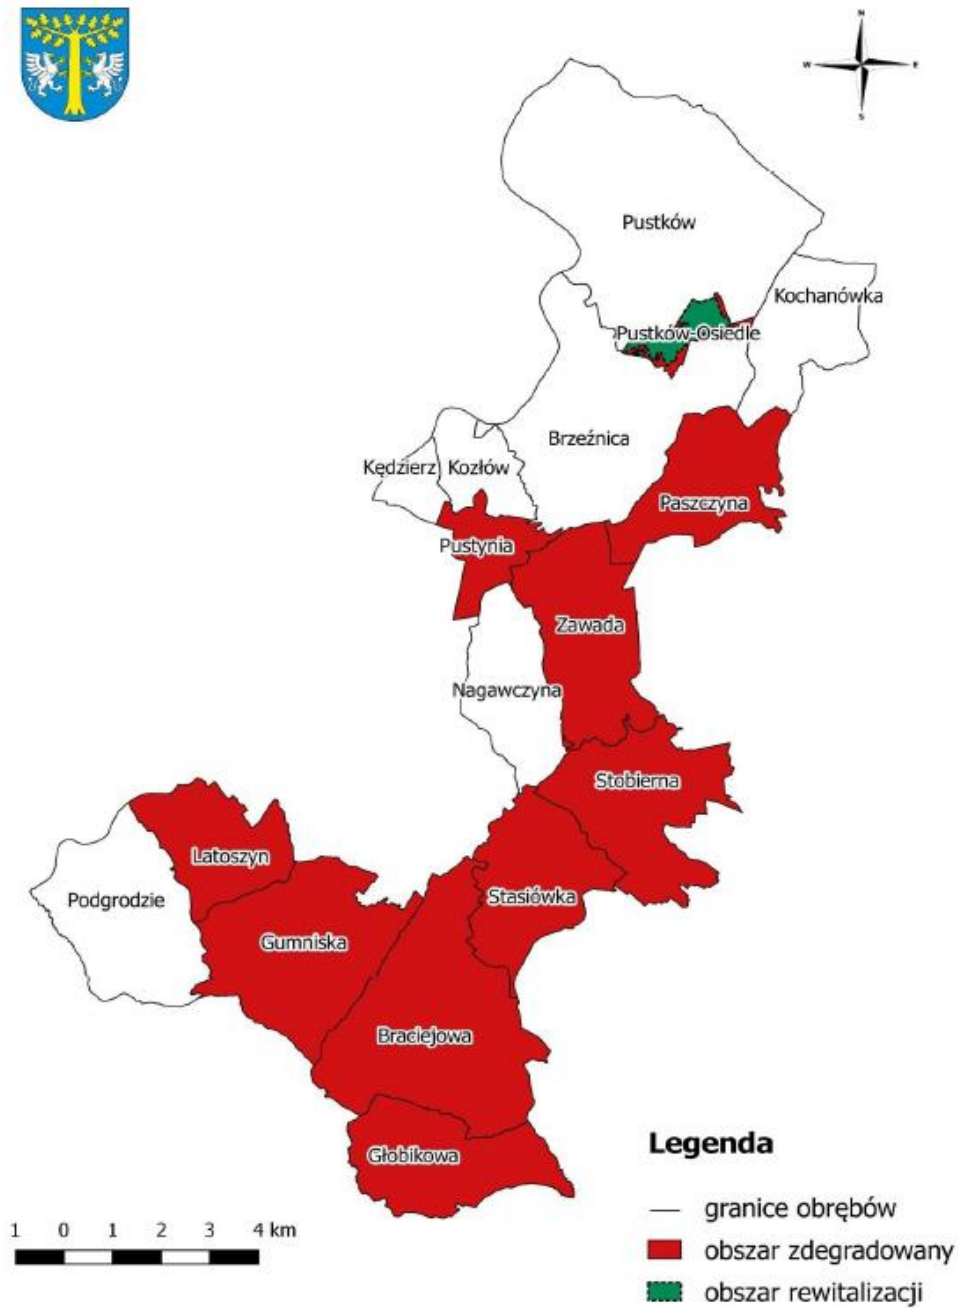 N
W E
S
Pustków
Kochanówka
Pustków-Osiedle
Brzeźnica
Kędzierz
Kozłów
Paszczyna
Pustynia
Zawada
Nagawczyna
Stobierna
Latoszyn
Podgrodzie
Stasiówka
Gumniska
Braciejowa
Głobikowa
Legenda
granice obrębów
obszar zdegradowany
obszar rewitalizacji
1 0 1 2 3 4 km